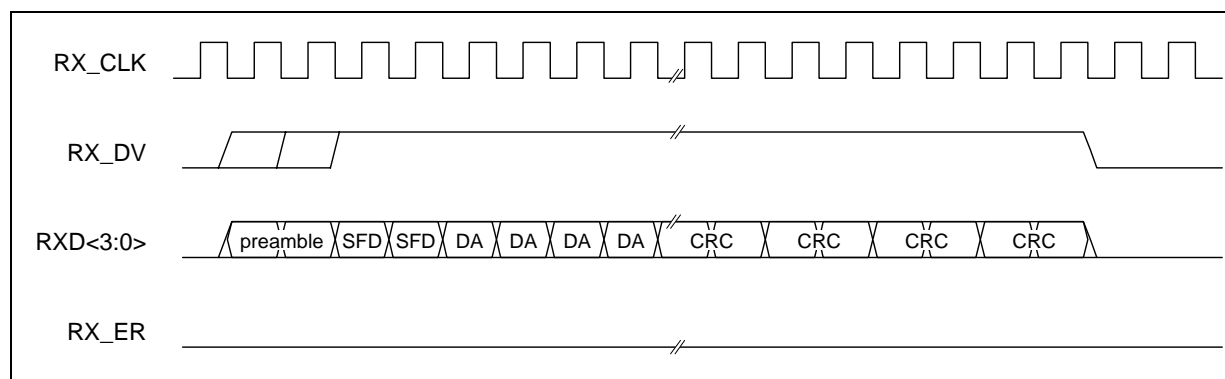 RX_CLK
RX_DV
RXD<3:0> preamble SFD SFD DA DA DA DA CRC CRC CRC CRC
RX_ER